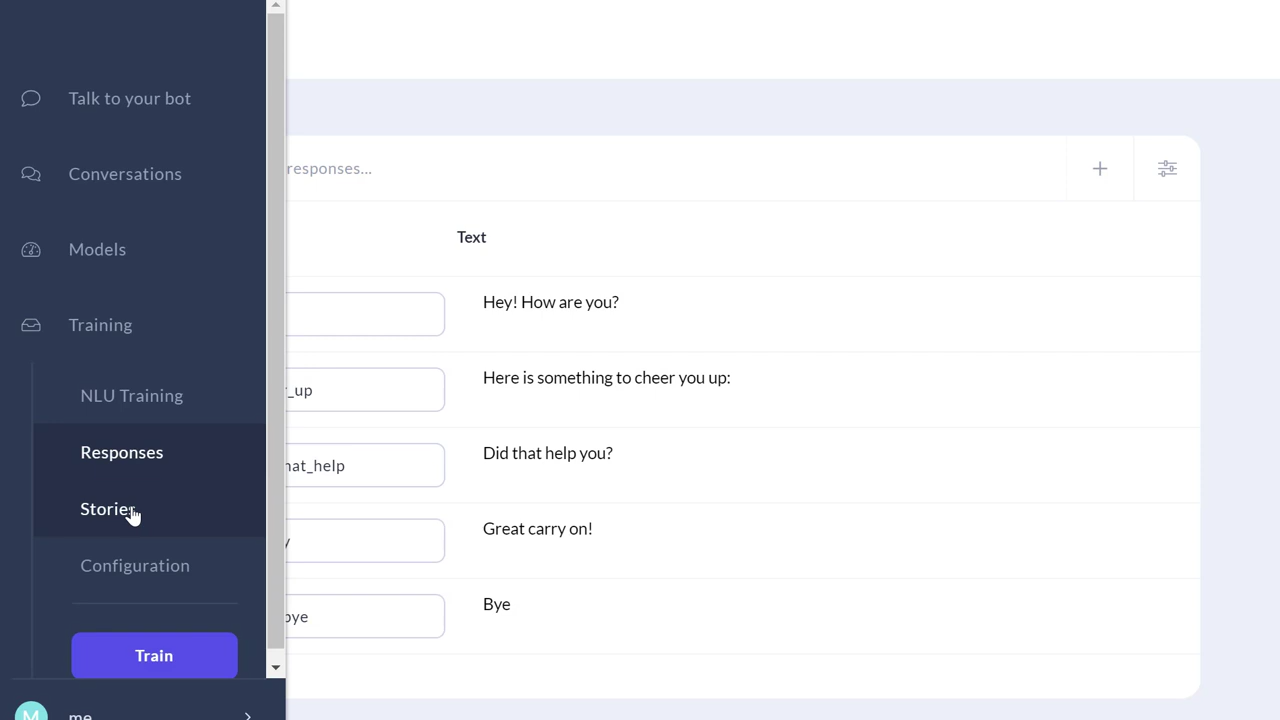 Talk to your bot
Conversations
Models
Training
NLU Training
Responses
Stories
Configuration
Train
M me
responses...
Text
Hey! How are you?
_up
Here is something to cheer you up:
hat_help
Did that help you?
y
Great carry on!
bye
Bye